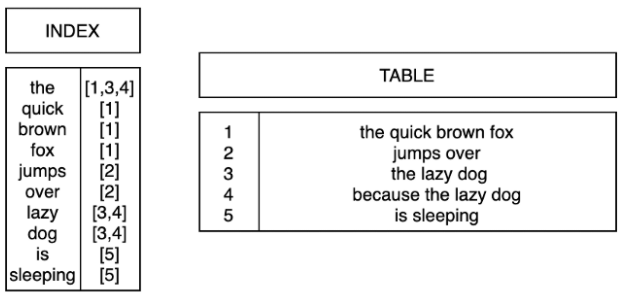 INDEX
the [1,3,4]
quick [1]
brown [1]
fox [1]
jumps [2]
over [2]
lazy [3,4]
dog [3,4]
is [5]
sleeping [5]
TABLE
1 the quick brown fox
2 jumps over
3 the lazy dog
4 because the lazy dog
5 is sleeping